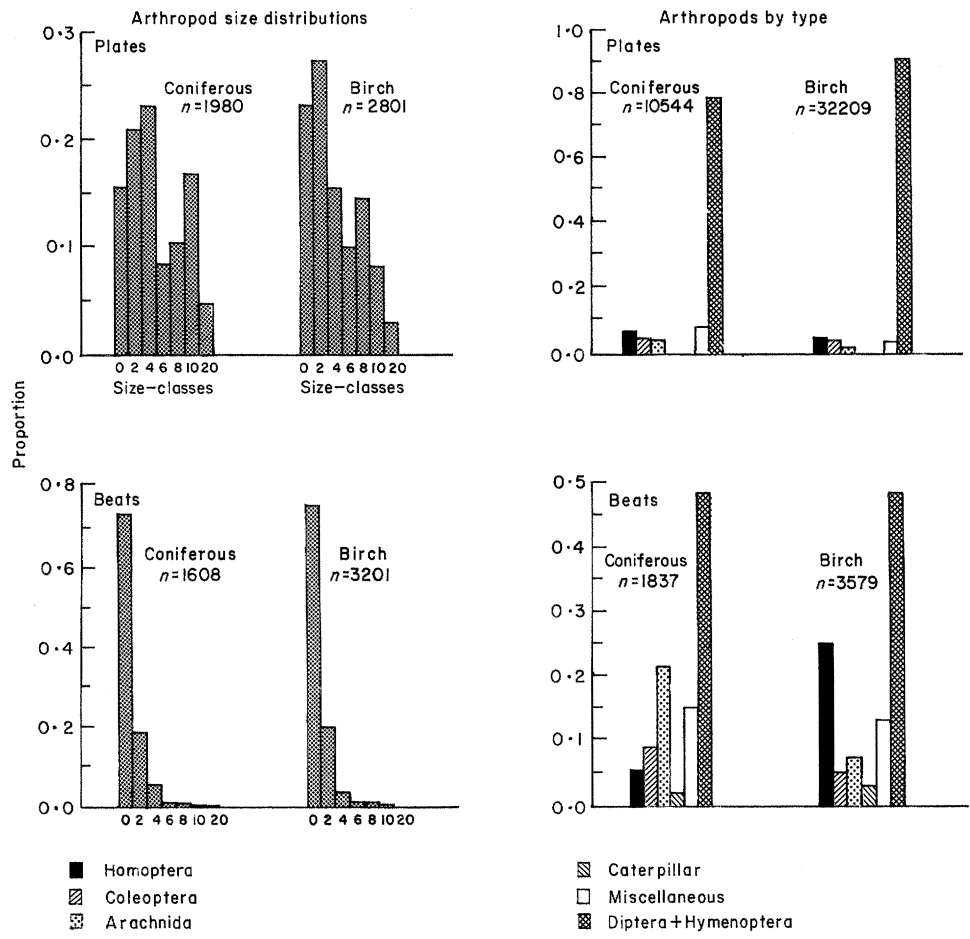 Arthropod size distributions
Plates
0·3
0·2
0·1
0·0
Coniferous
n=1980
Birch
n=2801
0 2 4 6 8 10 20
Size-classes
0 2 4 6 8 10 20
Size-classes
Arthropods by type
Plates
1·0
0·8
0·6
0·4
0·2
0·0
Coniferous
n=10544
Birch
n=32209
Proportion
Beats
0·8
0·6
0·4
0·2
0·0
Coniferous
n=1608
Birch
n=3201
0 2 4 6 8 10 20
0 2 4 6 8 10 20
Beats
0·5
0·4
0·3
0·2
0·1
0·0
Coniferous
n=1837
Birch
n=3579
Homoptera
Coleoptera
Arachnida
Caterpillar
Miscellaneous
Diptera+Hymenoptera